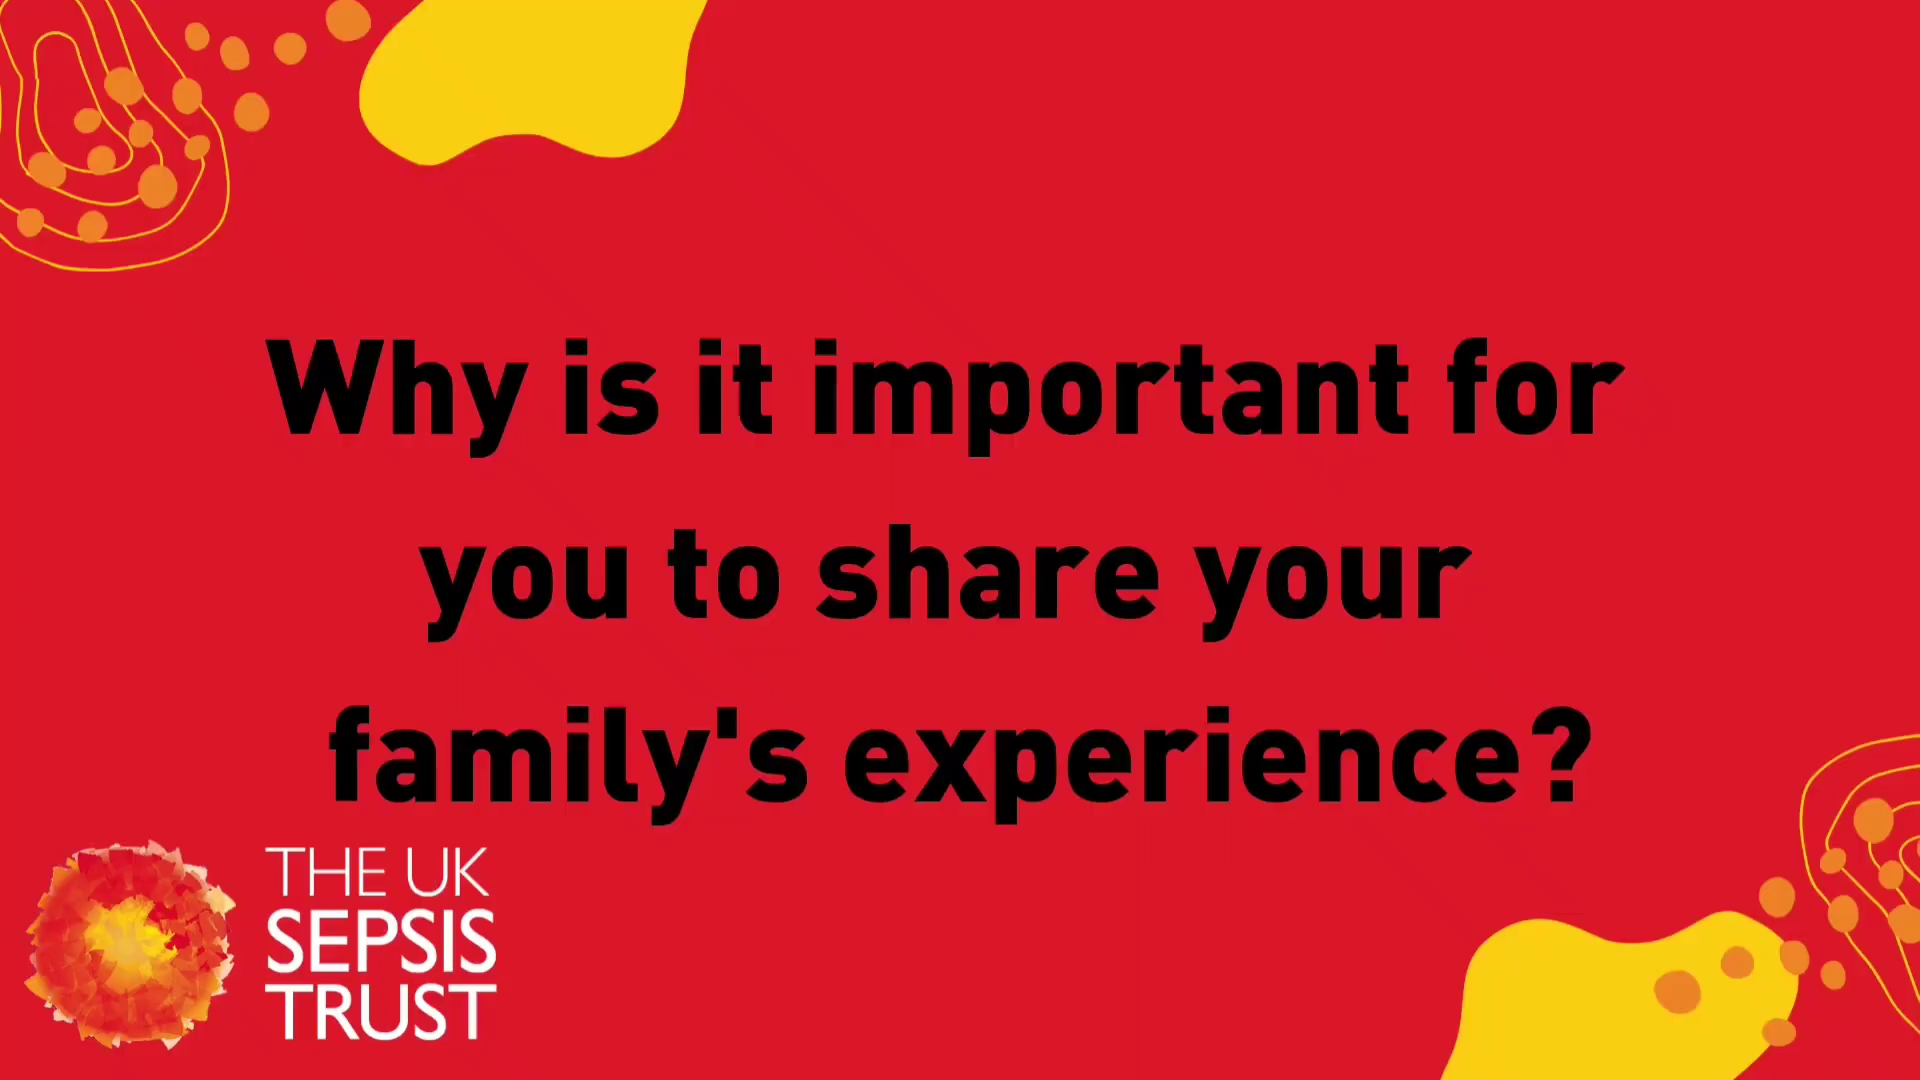 Why is it important for
you to share your
family's experience?
THE UK
SEPSIS
TRUST